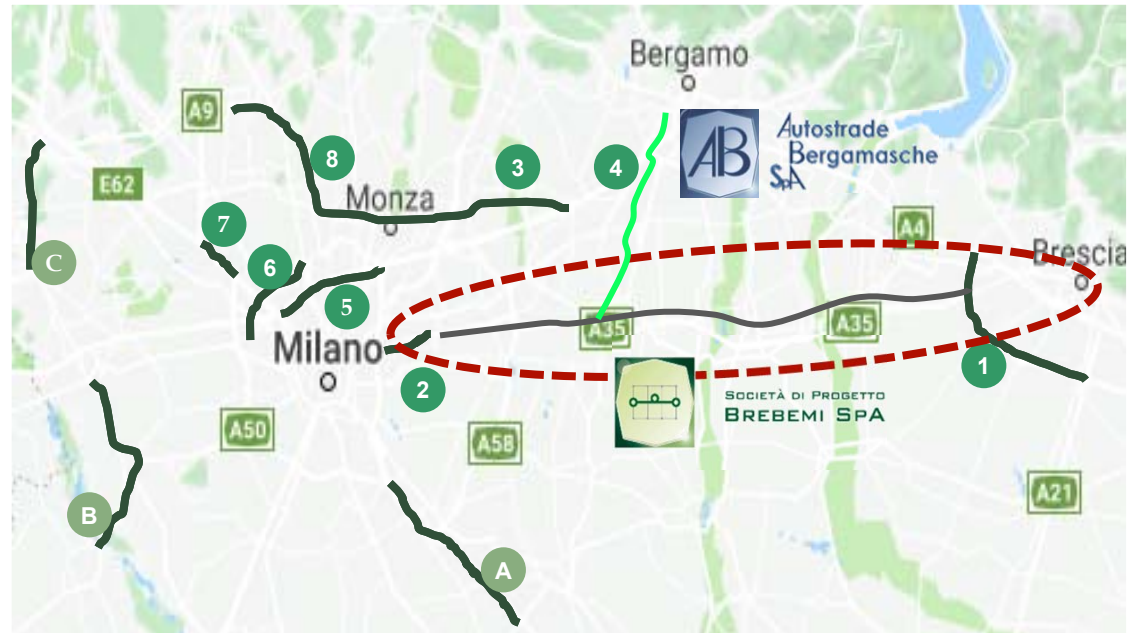 Bergamo
A9
AB
Autostrade
Bergamasche
SpA
8
3
4
E62
Monza
C
7
6
A4
Brescia
5
A35
A35
Milano
1
2
SOCIETÀ DI PROGETTO
BREBEMI SPA
A50
A58
A21
B
A